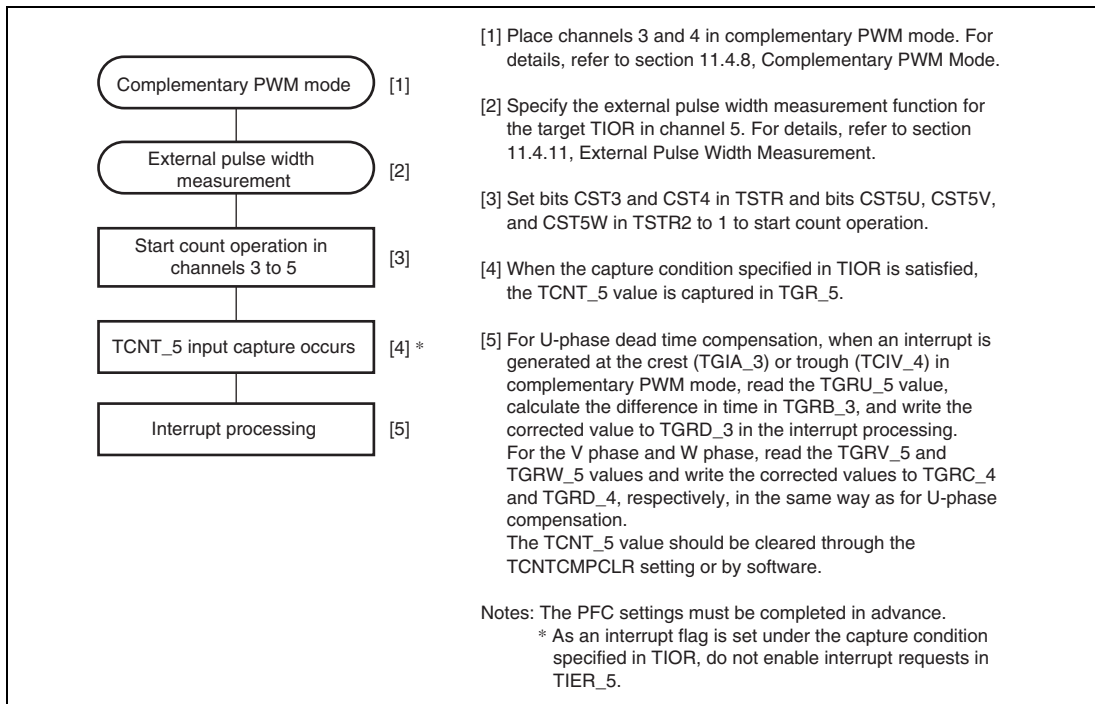 Complementary PWM mode [1]
External pulse width
measurement [2]
Start count operation in
channels 3 to 5 [3]
TCNT_5 input capture occurs [4] *
Interrupt processing [5]
[1] Place channels 3 and 4 in complementary PWM mode. For
details, refer to section 11.4.8, Complementary PWM Mode.
[2] Specify the external pulse width measurement function for
the target TIOR in channel 5. For details, refer to section
11.4.11, External Pulse Width Measurement.
[3] Set bits CST3 and CST4 in TSTR and bits CST5U, CST5V,
and CST5W in TSTR2 to 1 to start count operation.
[4] When the capture condition specified in TIOR is satisfied,
the TCNT_5 value is captured in TGR_5.
[5] For U-phase dead time compensation, when an interrupt is
generated at the crest (TGIA_3) or trough (TCIV_4) in
complementary PWM mode, read the TGRU_5 value,
calculate the difference in time in TGRB_3, and write the
corrected value to TGRD_3 in the interrupt processing.
For the V phase and W phase, read the TGRV_5 and
TGRW_5 values and write the corrected values to TGRC_4
and TGRD_4, respectively, in the same way as for U-phase
compensation.
The TCNT_5 value should be cleared through the
TCNTCMPCLR setting or by software.
Notes: The PFC settings must be completed in advance.
* As an interrupt flag is set under the capture condition
specified in TIOR, do not enable interrupt requests in
TIER_5.